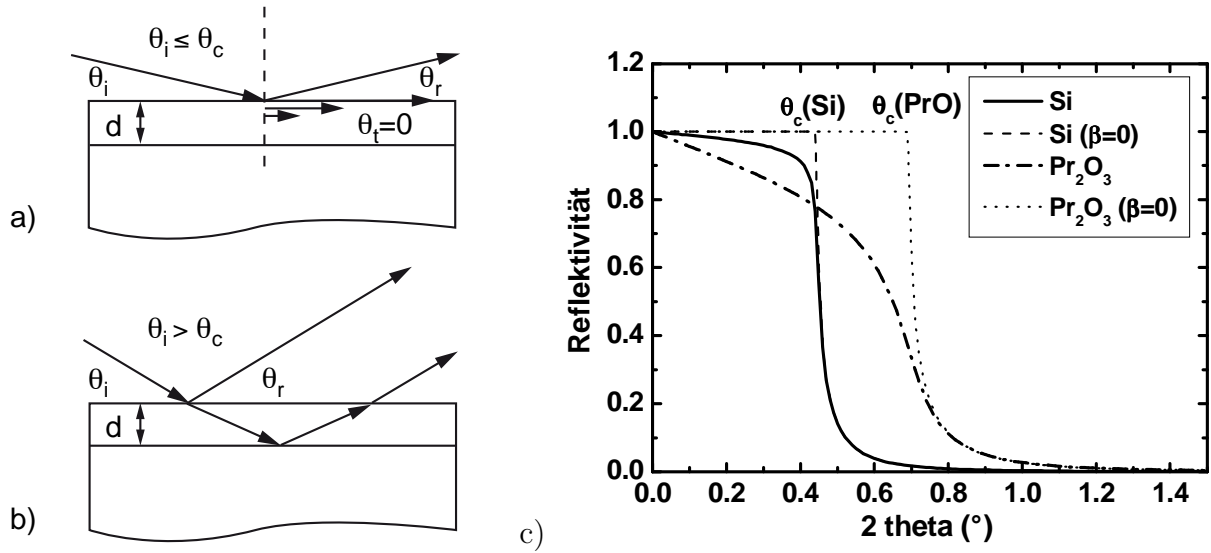 θi ≤ θc
θi
θr
d
θt=0
a)
θi > θc
θi
θr
d
b)
c)
Reflektivität
1.2
1.0
0.8
0.6
0.4
0.2
0.0
θc(Si) θc(PrO)
Si
Si (β=0)
Pr2O3
Pr2O3 (β=0)
0.0 0.2 0.4 0.6 0.8 1.0 1.2 1.4
2 theta (°)